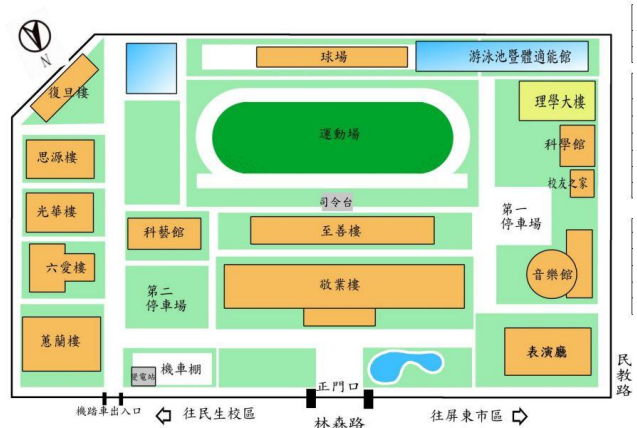 N
復旦樓
球場
游泳池暨體適能館
理學大樓
運動場
思源樓
科學館
校友之家
司令台
光華樓
科藝館
至善樓
第一
停車場
六愛樓
敬業樓
音樂館
第二
停車場
蕙蘭樓
表演廳
機車棚
變電站
正門口
民教路
機踏車出入口
往民生校區
林森路
往屏東市區